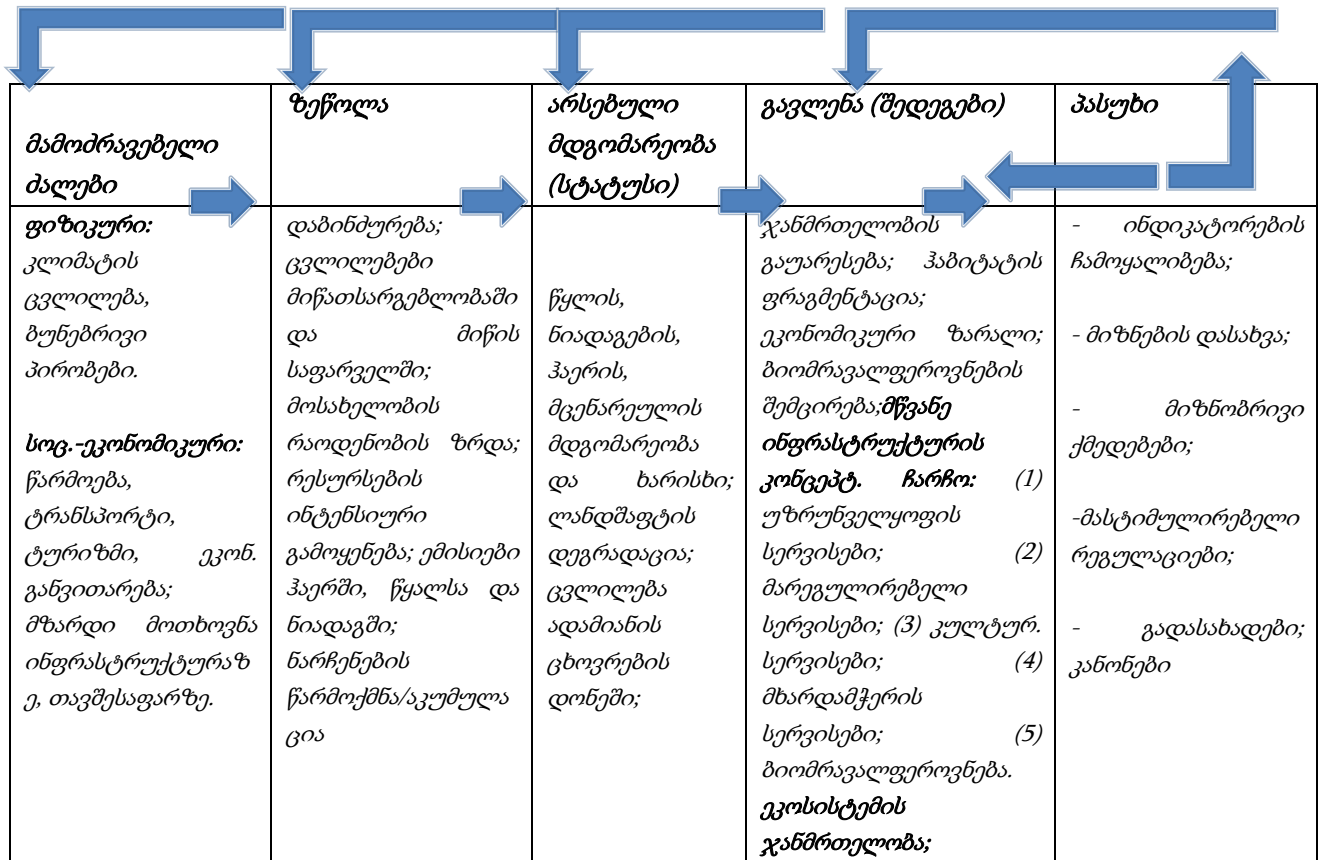 მამოძრავებელი
ძალები
ზეწოლა
არსებული
მდგომარეობა
(სტატუსი)
გავლენა (შედეგები)
პასუხი
ფიზიკური:
კლიმატის
ცვლილება,
ბუნებრივი
პირობები.
სოც.-ეკონომიკური:
წარმოება,
ტრანსპორტი,
ტურიზმი, ეკონ.
განვითარება;
მზარდი მოთხოვნა
ინფრასტრუქტურაზ
ე, თავშესაფარზე.
დაბინძურება;
ცვლილებები
მიწათსარგებლობაში
და მიწის
საფარველში;
მოსახელობის
რაოდენობის ზრდა;
რესურსების
ინტენსიური
გამოყენება; ემისიები
ჰაერში, წყალსა და
ნიადაგში;
ნარჩენების
წარმოქმნა/აკუმულა
ცია
წყლის,
ნიადაგების,
ჰაერის,
მცენარეულის
მდგომარეობა
და ხარისხი;
ლანდშაფტის
დეგრადაცია;
ცვლილება
ადამიანის
ცხოვრების
დონეში;
ჯანმრთელობის
გაუარესება; ჰაბიტატის
ფრაგმენტაცია;
ეკონომიკური ზარალი;
ბიომრავალფეროვნების
შემცირება;მწვანე
ინფრასტრუქტურის
კონცეპტ. ჩარჩო: (1)
უზრუნველყოფის
სერვისები; (2)
მარეგულირებელი
სერვისები; (3) კულტურ.
სერვისები; (4)
მხარდამჭერის
სერვისები; (5)
ბიომრავალფეროვნება.
ეკოსისტემის
ჯანმრთელობა;
- ინდიკატორების
ჩამოყალიბება;
- მიზნების დასახვა;
- მიზნობრივი
ქმედებები;
-მასტიმულირებელი
რეგულაციები;
- გადასახადები;
კანონები